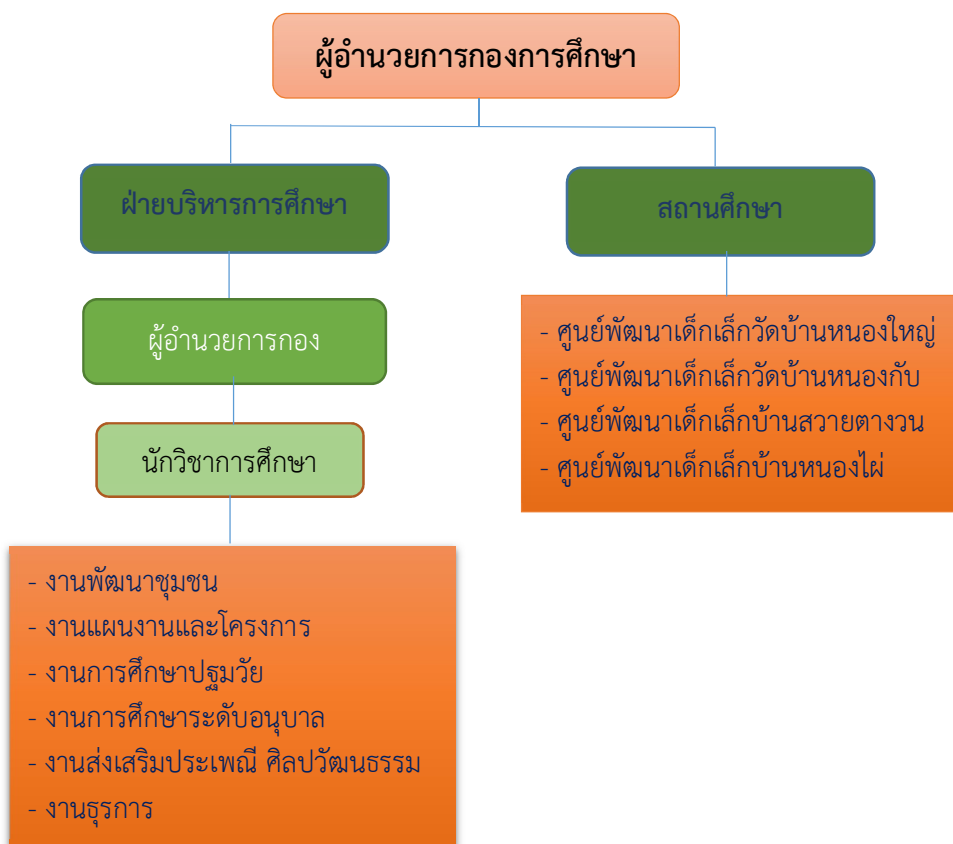 ผู้อำนวยการกองการศึกษา
ฝ่ายบริหารการศึกษา
สถานศึกษา
ผู้อำนวยการกอง
นักวิชาการศึกษา
- ศูนย์พัฒนาเด็กเล็กวัดบ้านหนองใหญ่
- ศูนย์พัฒนาเด็กเล็กวัดบ้านหนองกับ
- ศูนย์พัฒนาเด็กเล็กบ้านสวายตางวน
- ศูนย์พัฒนาเด็กเล็กบ้านหนองไผ่
- งานพัฒนาชุมชน
- งานแผนงานและโครงการ
- งานการศึกษาปฐมวัย
- งานการศึกษาระดับอนุบาล
- งานส่งเสริมประเพณี ศิลปวัฒนธรรม
- งานธุรการ